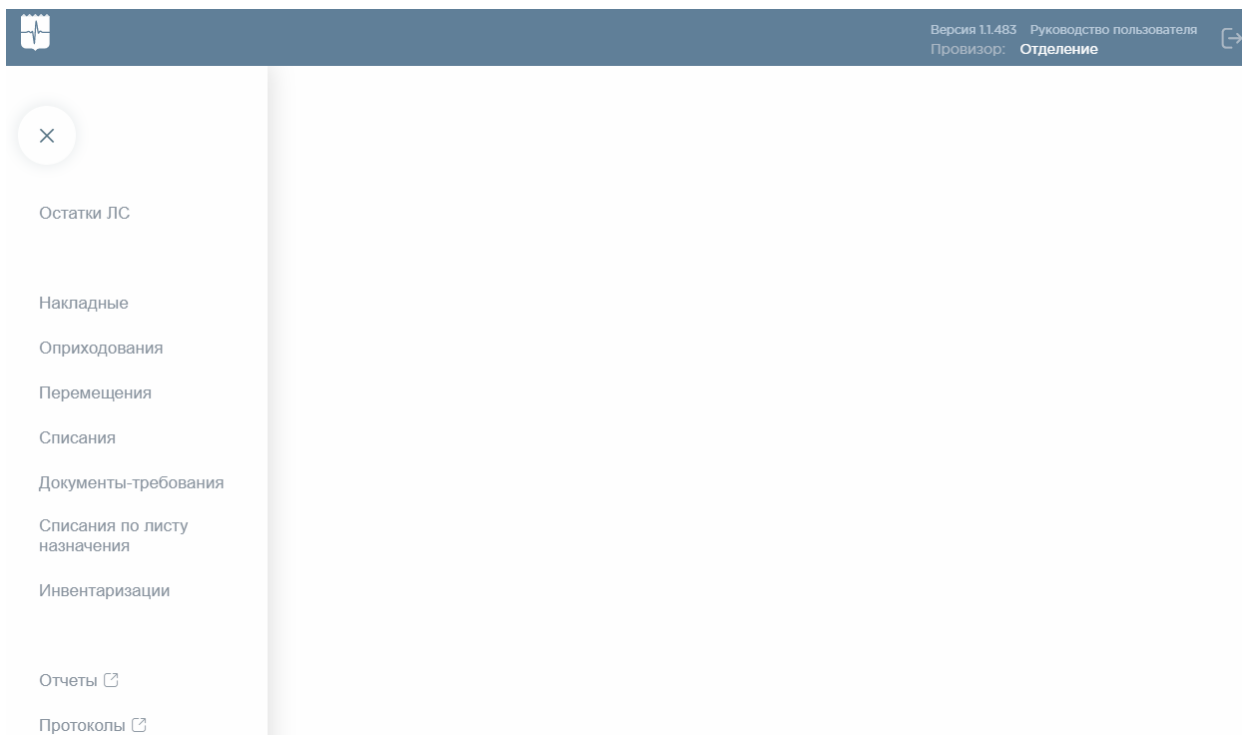 Версия 1.1.483 Руководство пользователя
Провизор: Отделение
Остатки ЛС
Накладные
Оприходования
Перемещения
Списания
Документы-требования
Списания по листу
назначения
Инвентаризации
Отчеты
Протоколы